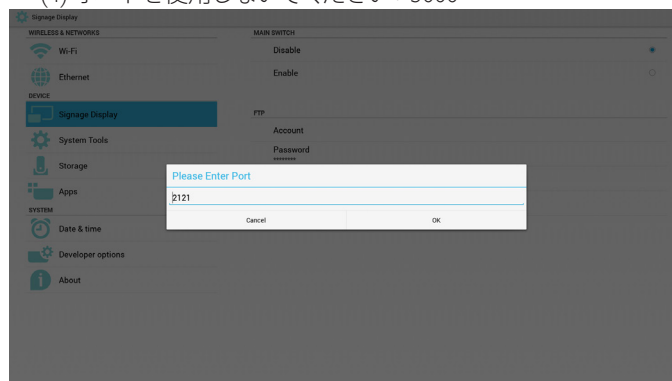 Signage Display
WIRELESS & NETWORKS
Wi-Fi
Ethernet
DEVICE
Signage Display
System Tools
Storage
Apps
SYSTEM
Date & time
Developer options
About
MAIN SWITCH
Disable
Enable
FTP
Account
Password
********
Please Enter Port
2121
Cancel
OK